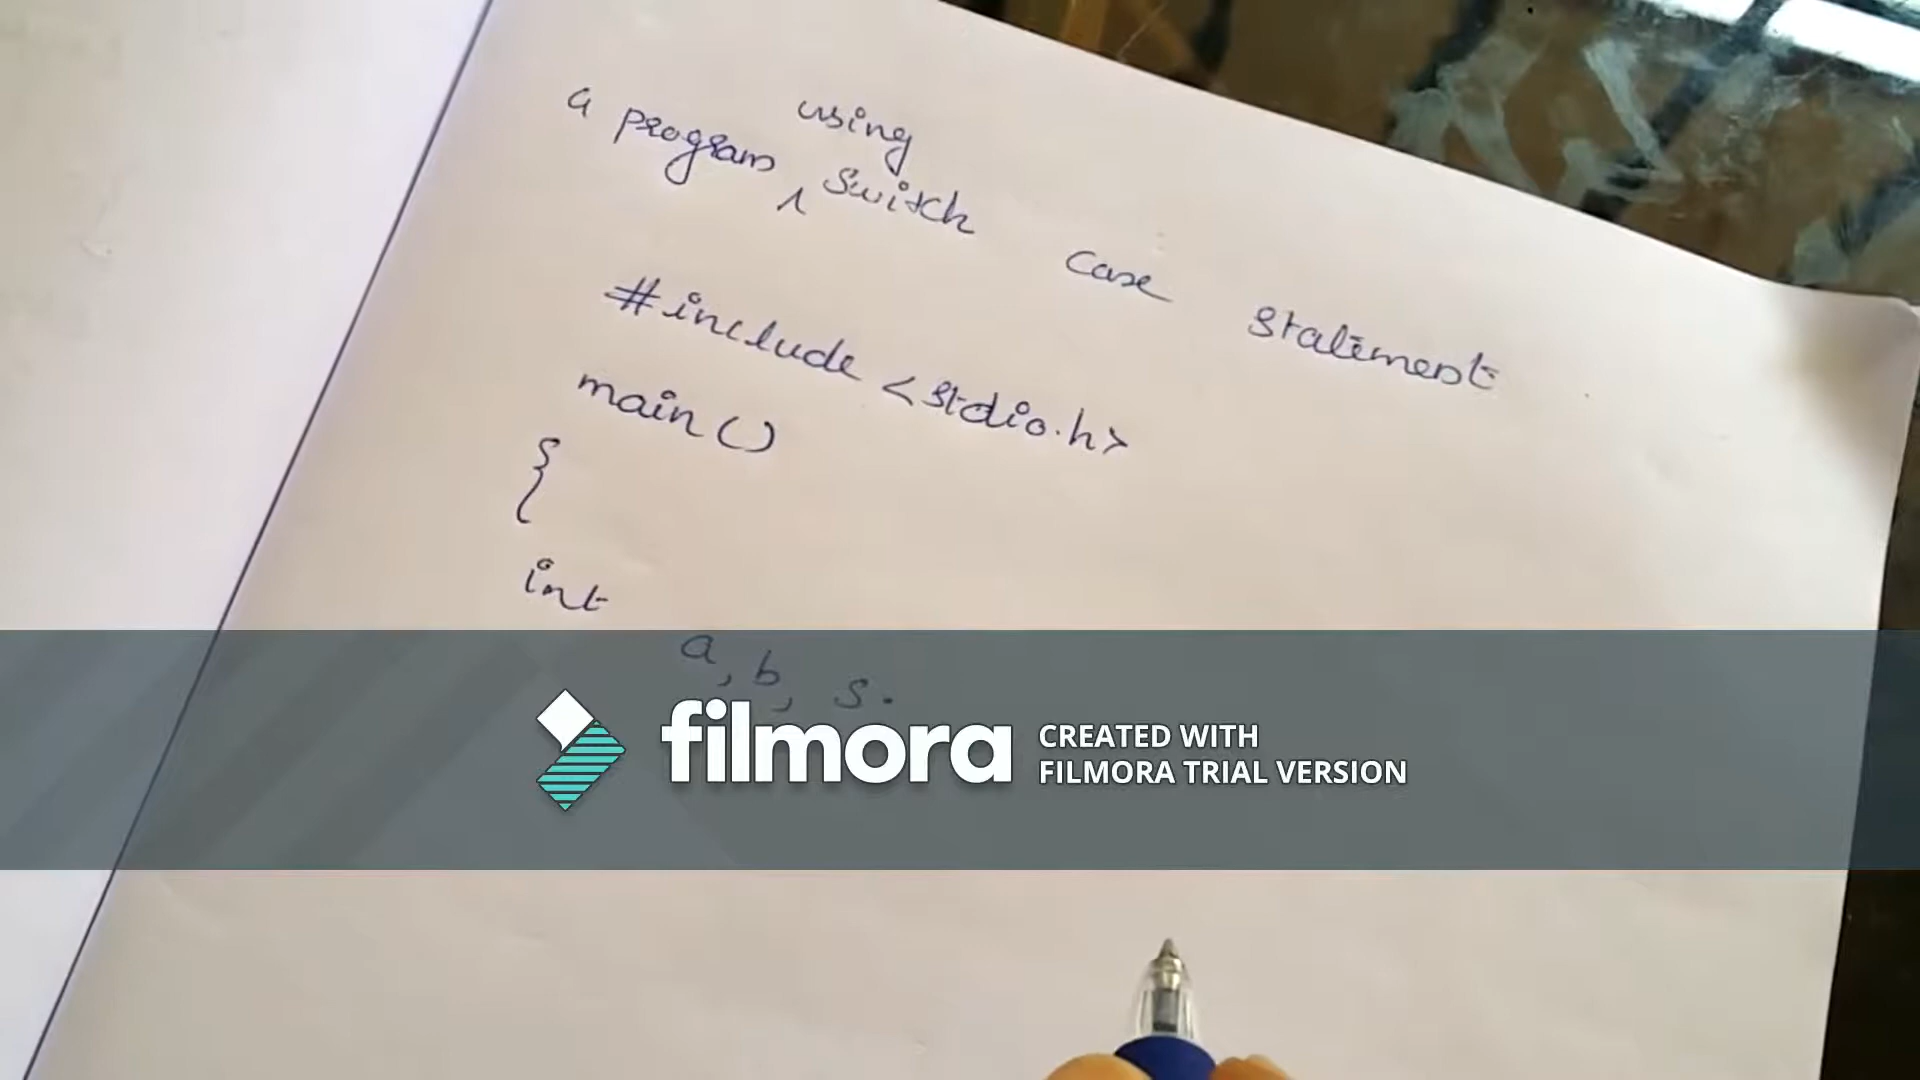 a program using switch case statement
#include <stdio.h>
main()
{
int a, b, s.
filmora
CREATED WITH
FILMORA TRIAL VERSION